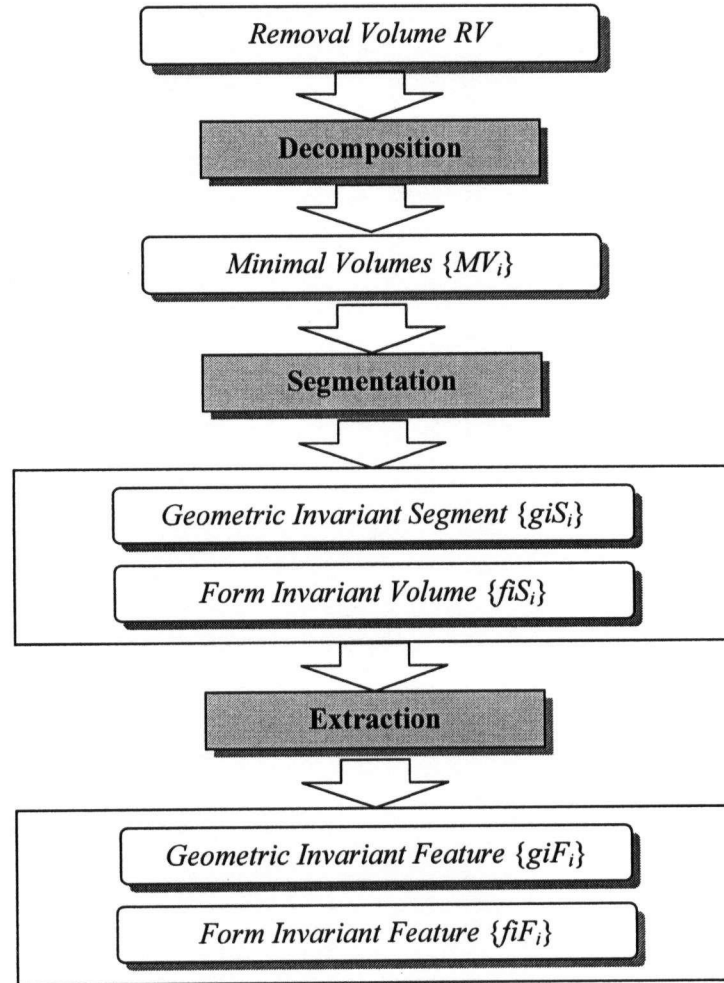 Removal Volume RV
Decomposition
Minimal Volumes {MVᵢ}
Segmentation
Geometric Invariant Segment {giSᵢ}
Form Invariant Volume {fiSᵢ}
Extraction
Geometric Invariant Feature {giFᵢ}
Form Invariant Feature {fiFᵢ}